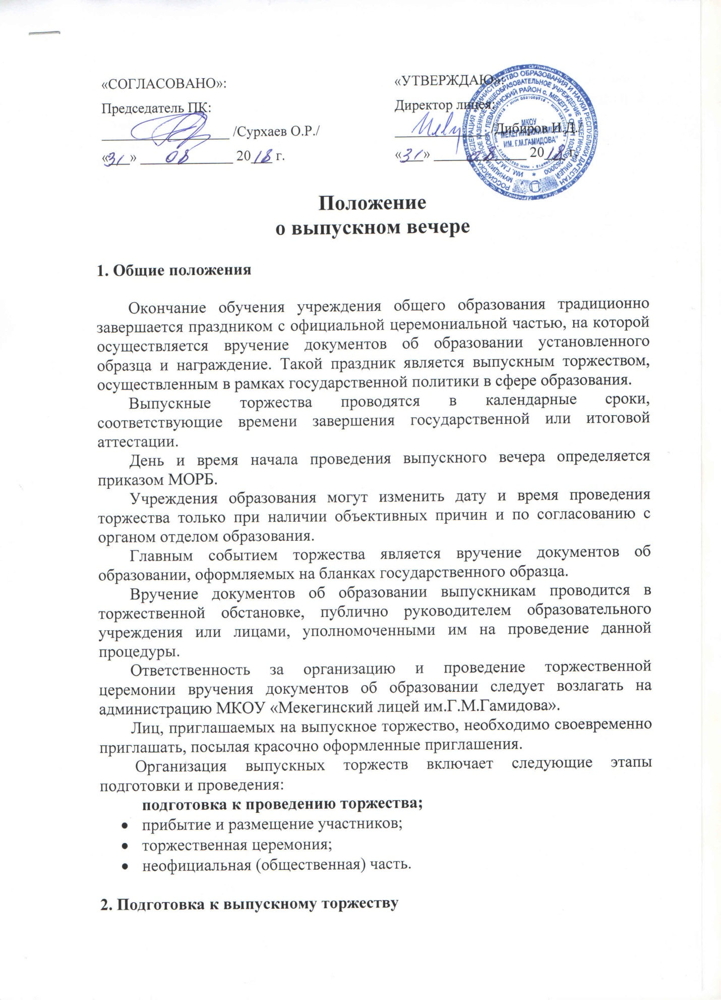 «СОГЛАСОВАНО»:
Председатель ПК:
/Сурхаев О.Р./
«31» 08 2018 г.
«УТВЕРЖДАЮ»:
Директор лицея:
/Дибиров И.Д./
«31» 08 2018 г.
МКОУ
"МЕКЕГИНСКИЙ ЛИЦЕЙ
ИМ. Г.М.ГАМИДОВА"
Положение
о выпускном вечере
1. Общие положения
Окончание обучения учреждения общего образования традиционно
завершается праздником с официальной церемониальной частью, на которой
осуществляется вручение документов об образовании установленного
образца и награждение. Такой праздник является выпускным торжеством,
осуществленным в рамках государственной политики в сфере образования.
Выпускные торжества проводятся в календарные сроки,
соответствующие времени завершения государственной или итоговой
аттестации.
День и время начала проведения выпускного вечера определяется
приказом МОРБ.
Учреждения образования могут изменить дату и время проведения
торжества только при наличии объективных причин и по согласованию с
органом отделом образования.
Главным событием торжества является вручение документов об
образовании, оформляемых на бланках государственного образца.
Вручение документов об образовании выпускникам проводится в
торжественной обстановке, публично руководителем образовательного
учреждения или лицами, уполномоченными им на проведение данной
процедуры.
Ответственность за организацию и проведение торжественной
церемонии вручения документов об образовании следует возлагать на
администрацию МКОУ «Мекегинский лицей им.Г.М.Гамидова».
Лиц, приглашаемых на выпускное торжество, необходимо своевременно
приглашать, посылая красочно оформленные приглашения.
Организация выпускных торжеств включает следующие этапы
подготовки и проведения:
подготовка к проведению торжества;
• прибытие и размещение участников;
• торжественная церемония;
• неофициальная (общественная) часть.
2. Подготовка к выпускному торжеству